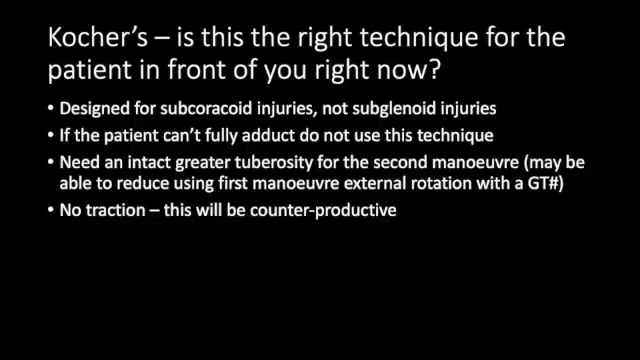 Kocher's – is this the right technique for the
patient in front of you right now?
• Designed for subcoracoid injuries, not subglenoid injuries
• If the patient can't fully adduct do not use this technique
• Need an intact greater tuberosity for the second manoeuvre (may be
able to reduce using first manoeuvre external rotation with a GT#)
• No traction – this will be counter-productive